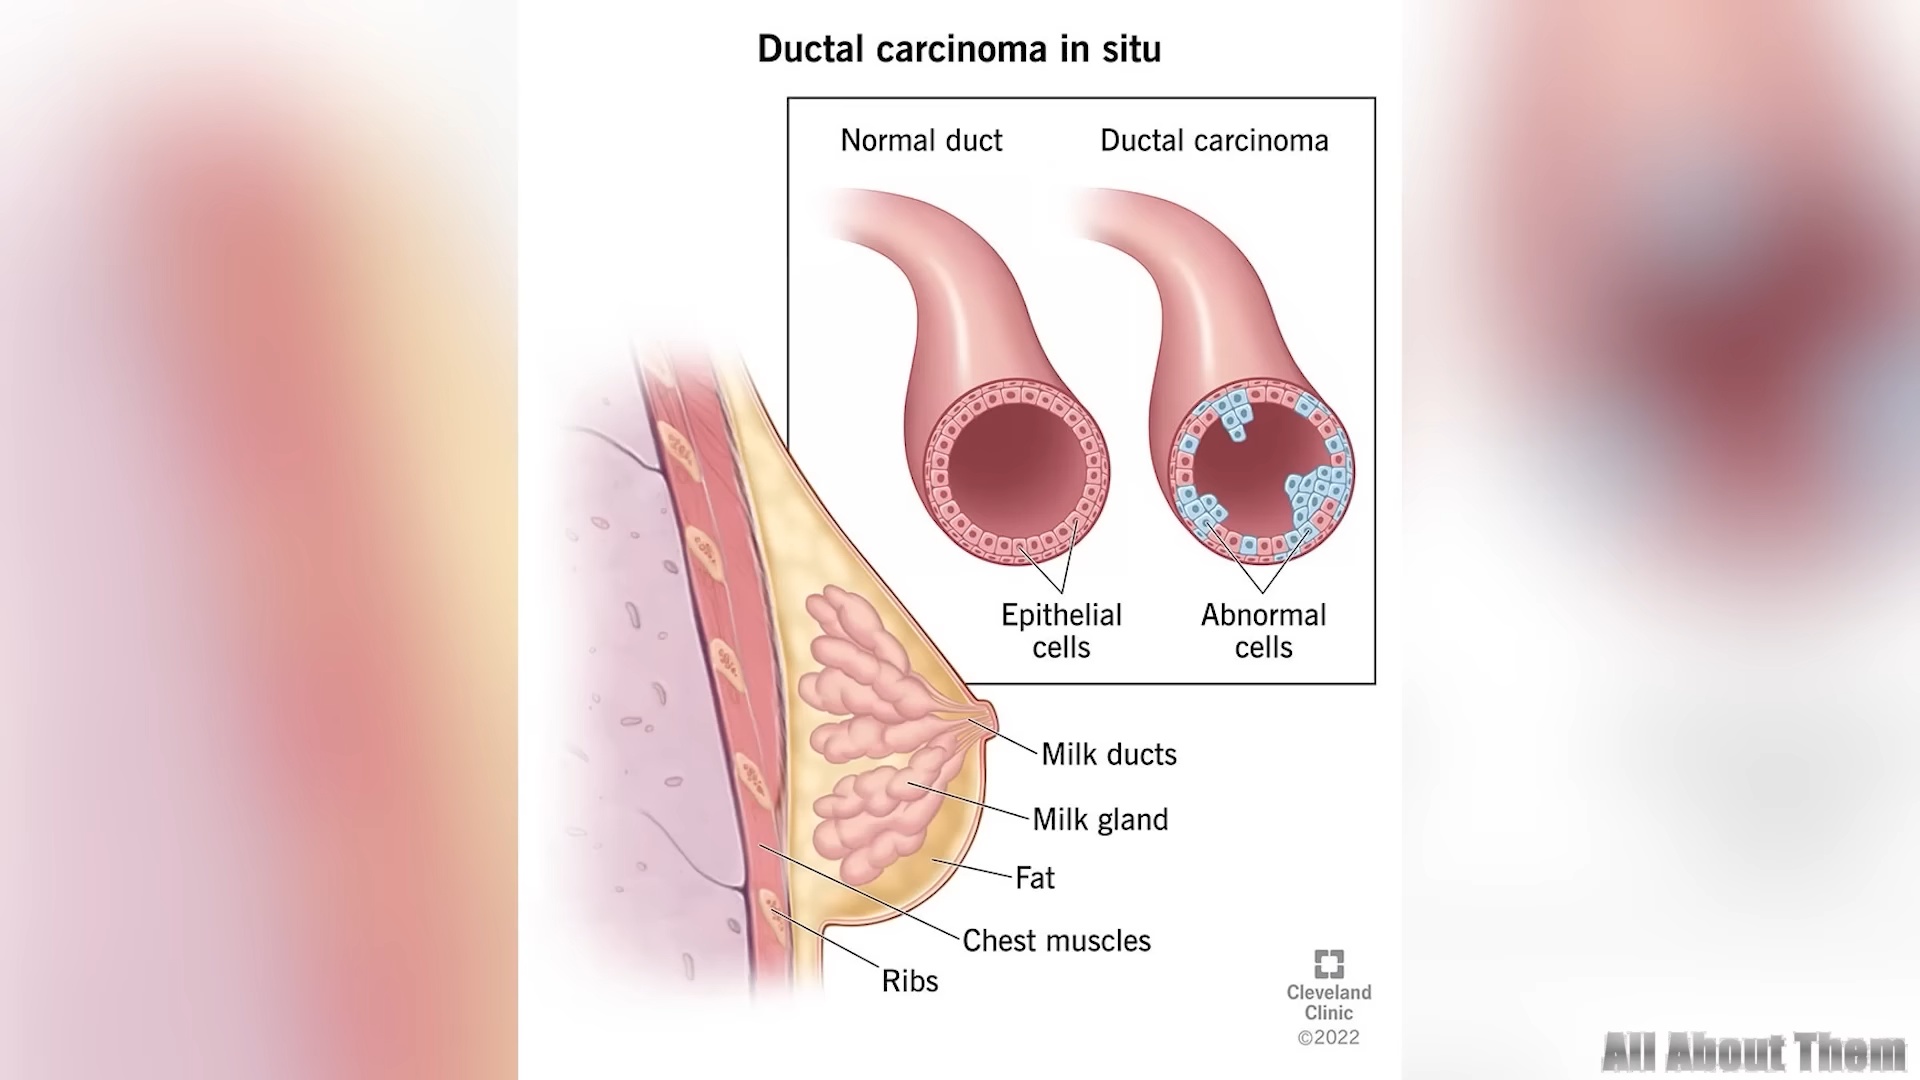 Ductal carcinoma in situ
Normal duct
Ductal carcinoma
Epithelial
cells
Abnormal
cells
Milk ducts
Milk gland
Fat
Chest muscles
Ribs
Cleveland
Clinic
©2022
All About Them